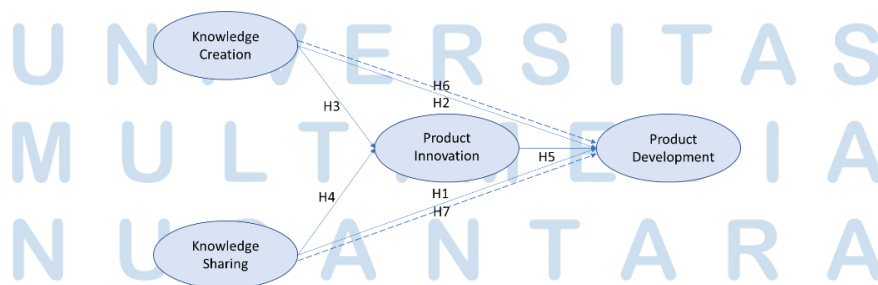 UNIVERSITAS
Knowledge
Creation
H6
H2
H3
MULTIMEDIA
Product
Innovation
H5
Product
Development
H4
H1
H7
NUSANTARA
Knowledge
Sharing